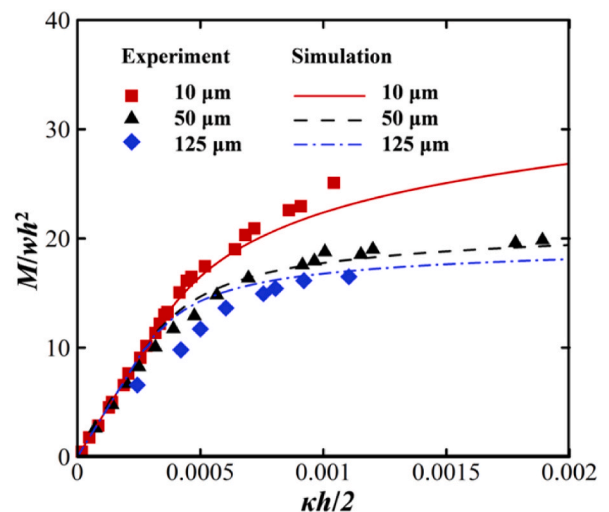 40
30
20
10
0
M/wh²
Experiment Simulation
10 μm 10 μm
50 μm 50 μm
125 μm 125 μm
0 0.0005 0.001 0.0015 0.002
κh/2